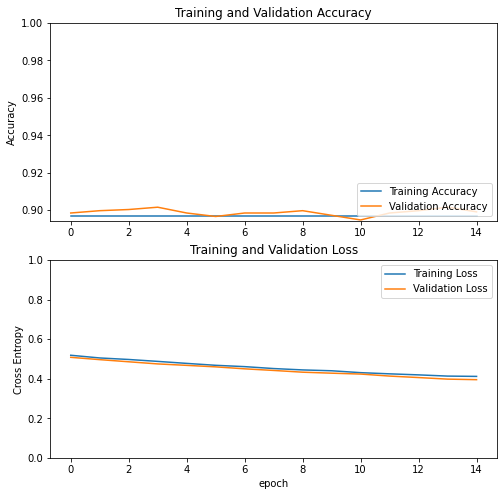 Training and Validation Accuracy
1.00
0.98
0.96
0.94
0.92
0.90
Accuracy
Training Accuracy
Validation Accuracy
0 2 4 6 8 10 12 14
Training and Validation Loss
1.0
0.8
0.6
0.4
0.2
0.0
Cross Entropy
Training Loss
Validation Loss
0 2 4 6 8 10 12 14
epoch